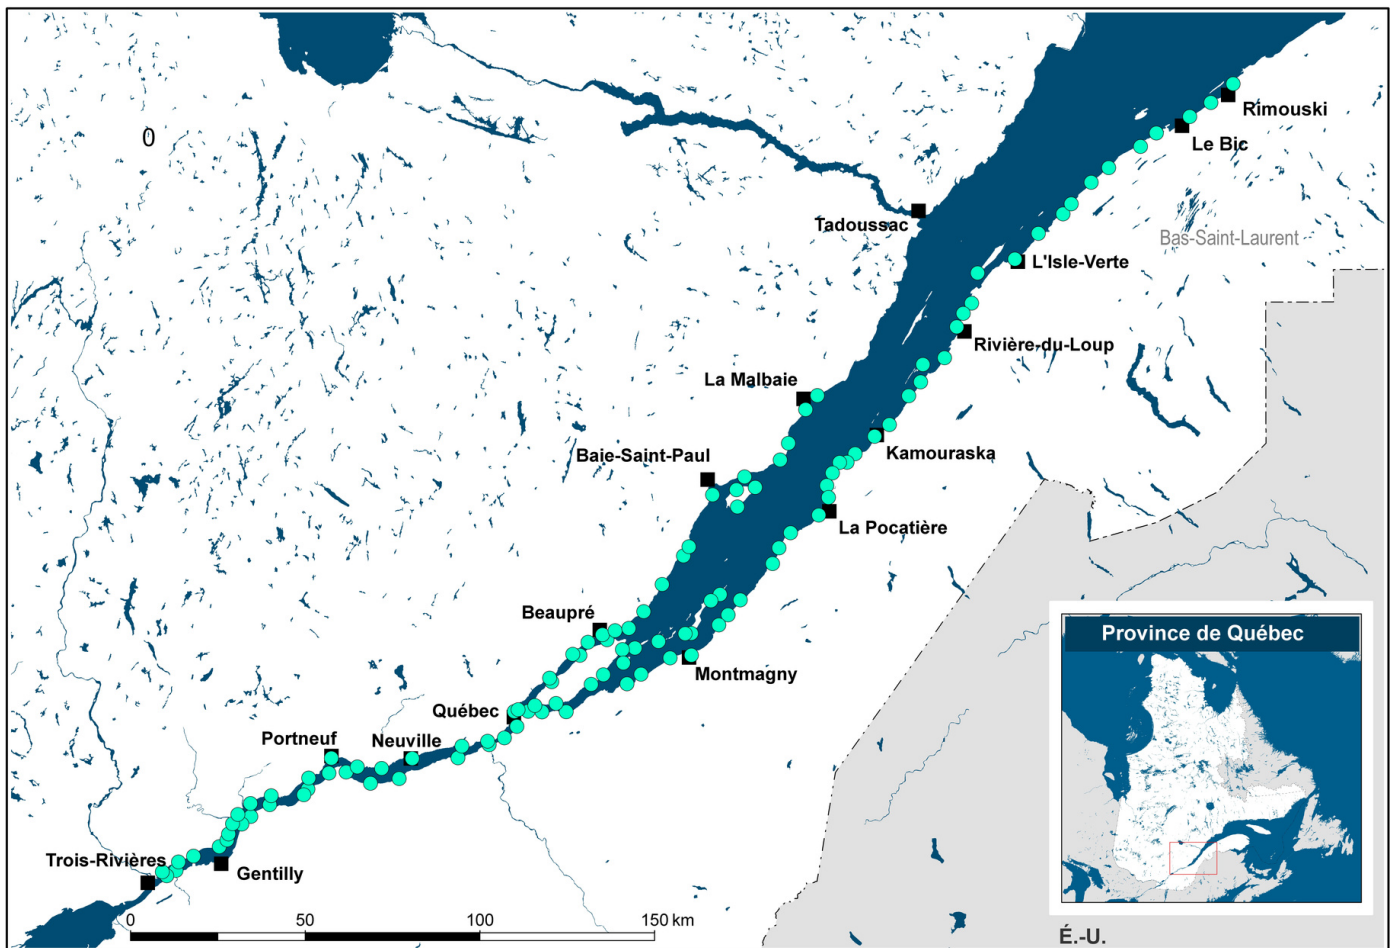 Rimouski
0
Le Bic
Tadoussac
Bas-Saint-Laurent
L'Isle-Verte
Rivière-du-Loup
La Malbaie
Kamouraska
Baie-Saint-Paul
La Pocatière
Beaupré
Province de Québec
Montmagny
Québec
Portneuf
Neuville
Trois-Rivières
Gentilly
0 50 100 150 km
É.-U.